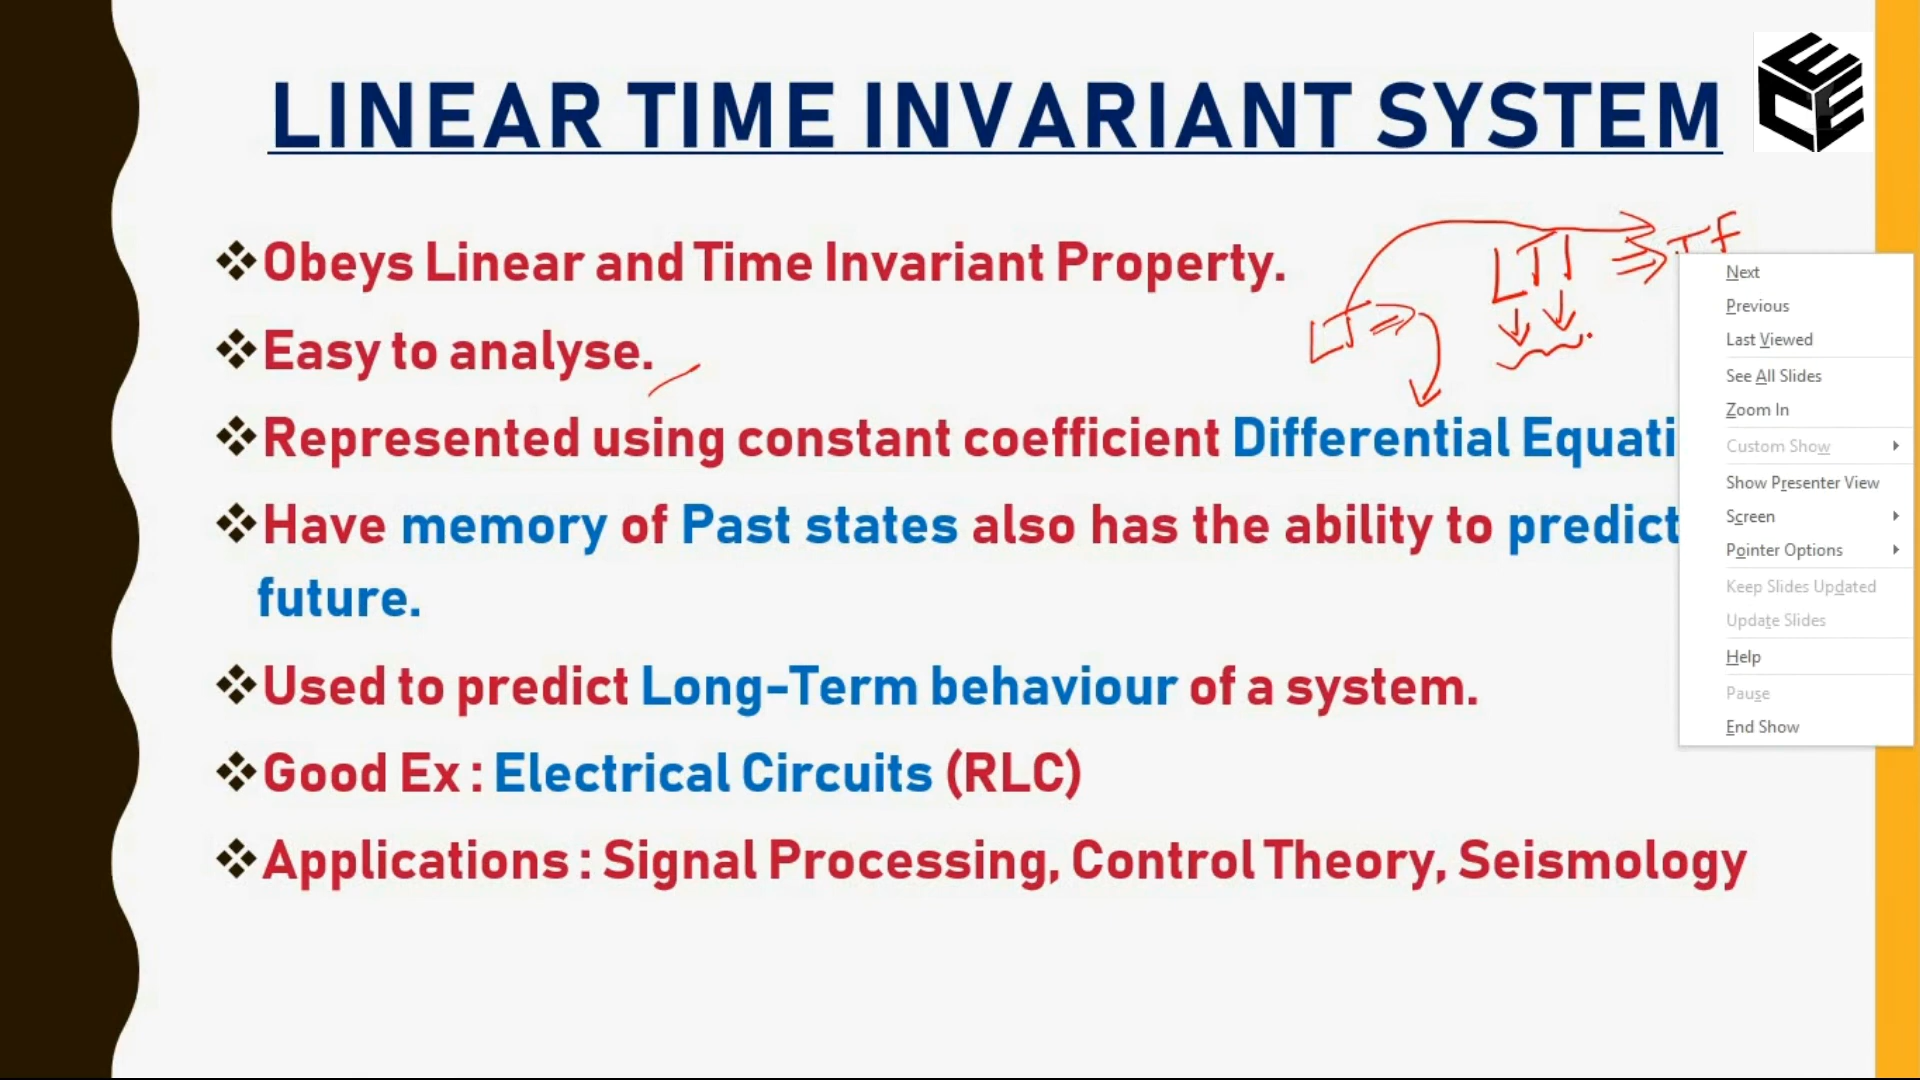 LINEAR TIME INVARIANT SYSTEM
ECE
Obeys Linear and Time Invariant Property.
LTI
TF
LT
Easy to analyse.
Represented using constant coefficient Differential Equati
Have memory of Past states also has the ability to predict
future.
Used to predict Long-Term behaviour of a system.
Good Ex : Electrical Circuits (RLC)
Applications : Signal Processing, Control Theory, Seismology
Next
Previous
Last Viewed
See All Slides
Zoom In
Custom Show
Show Presenter View
Screen
Pointer Options
Keep Slides Updated
Update Slides
Help
Pause
End Show